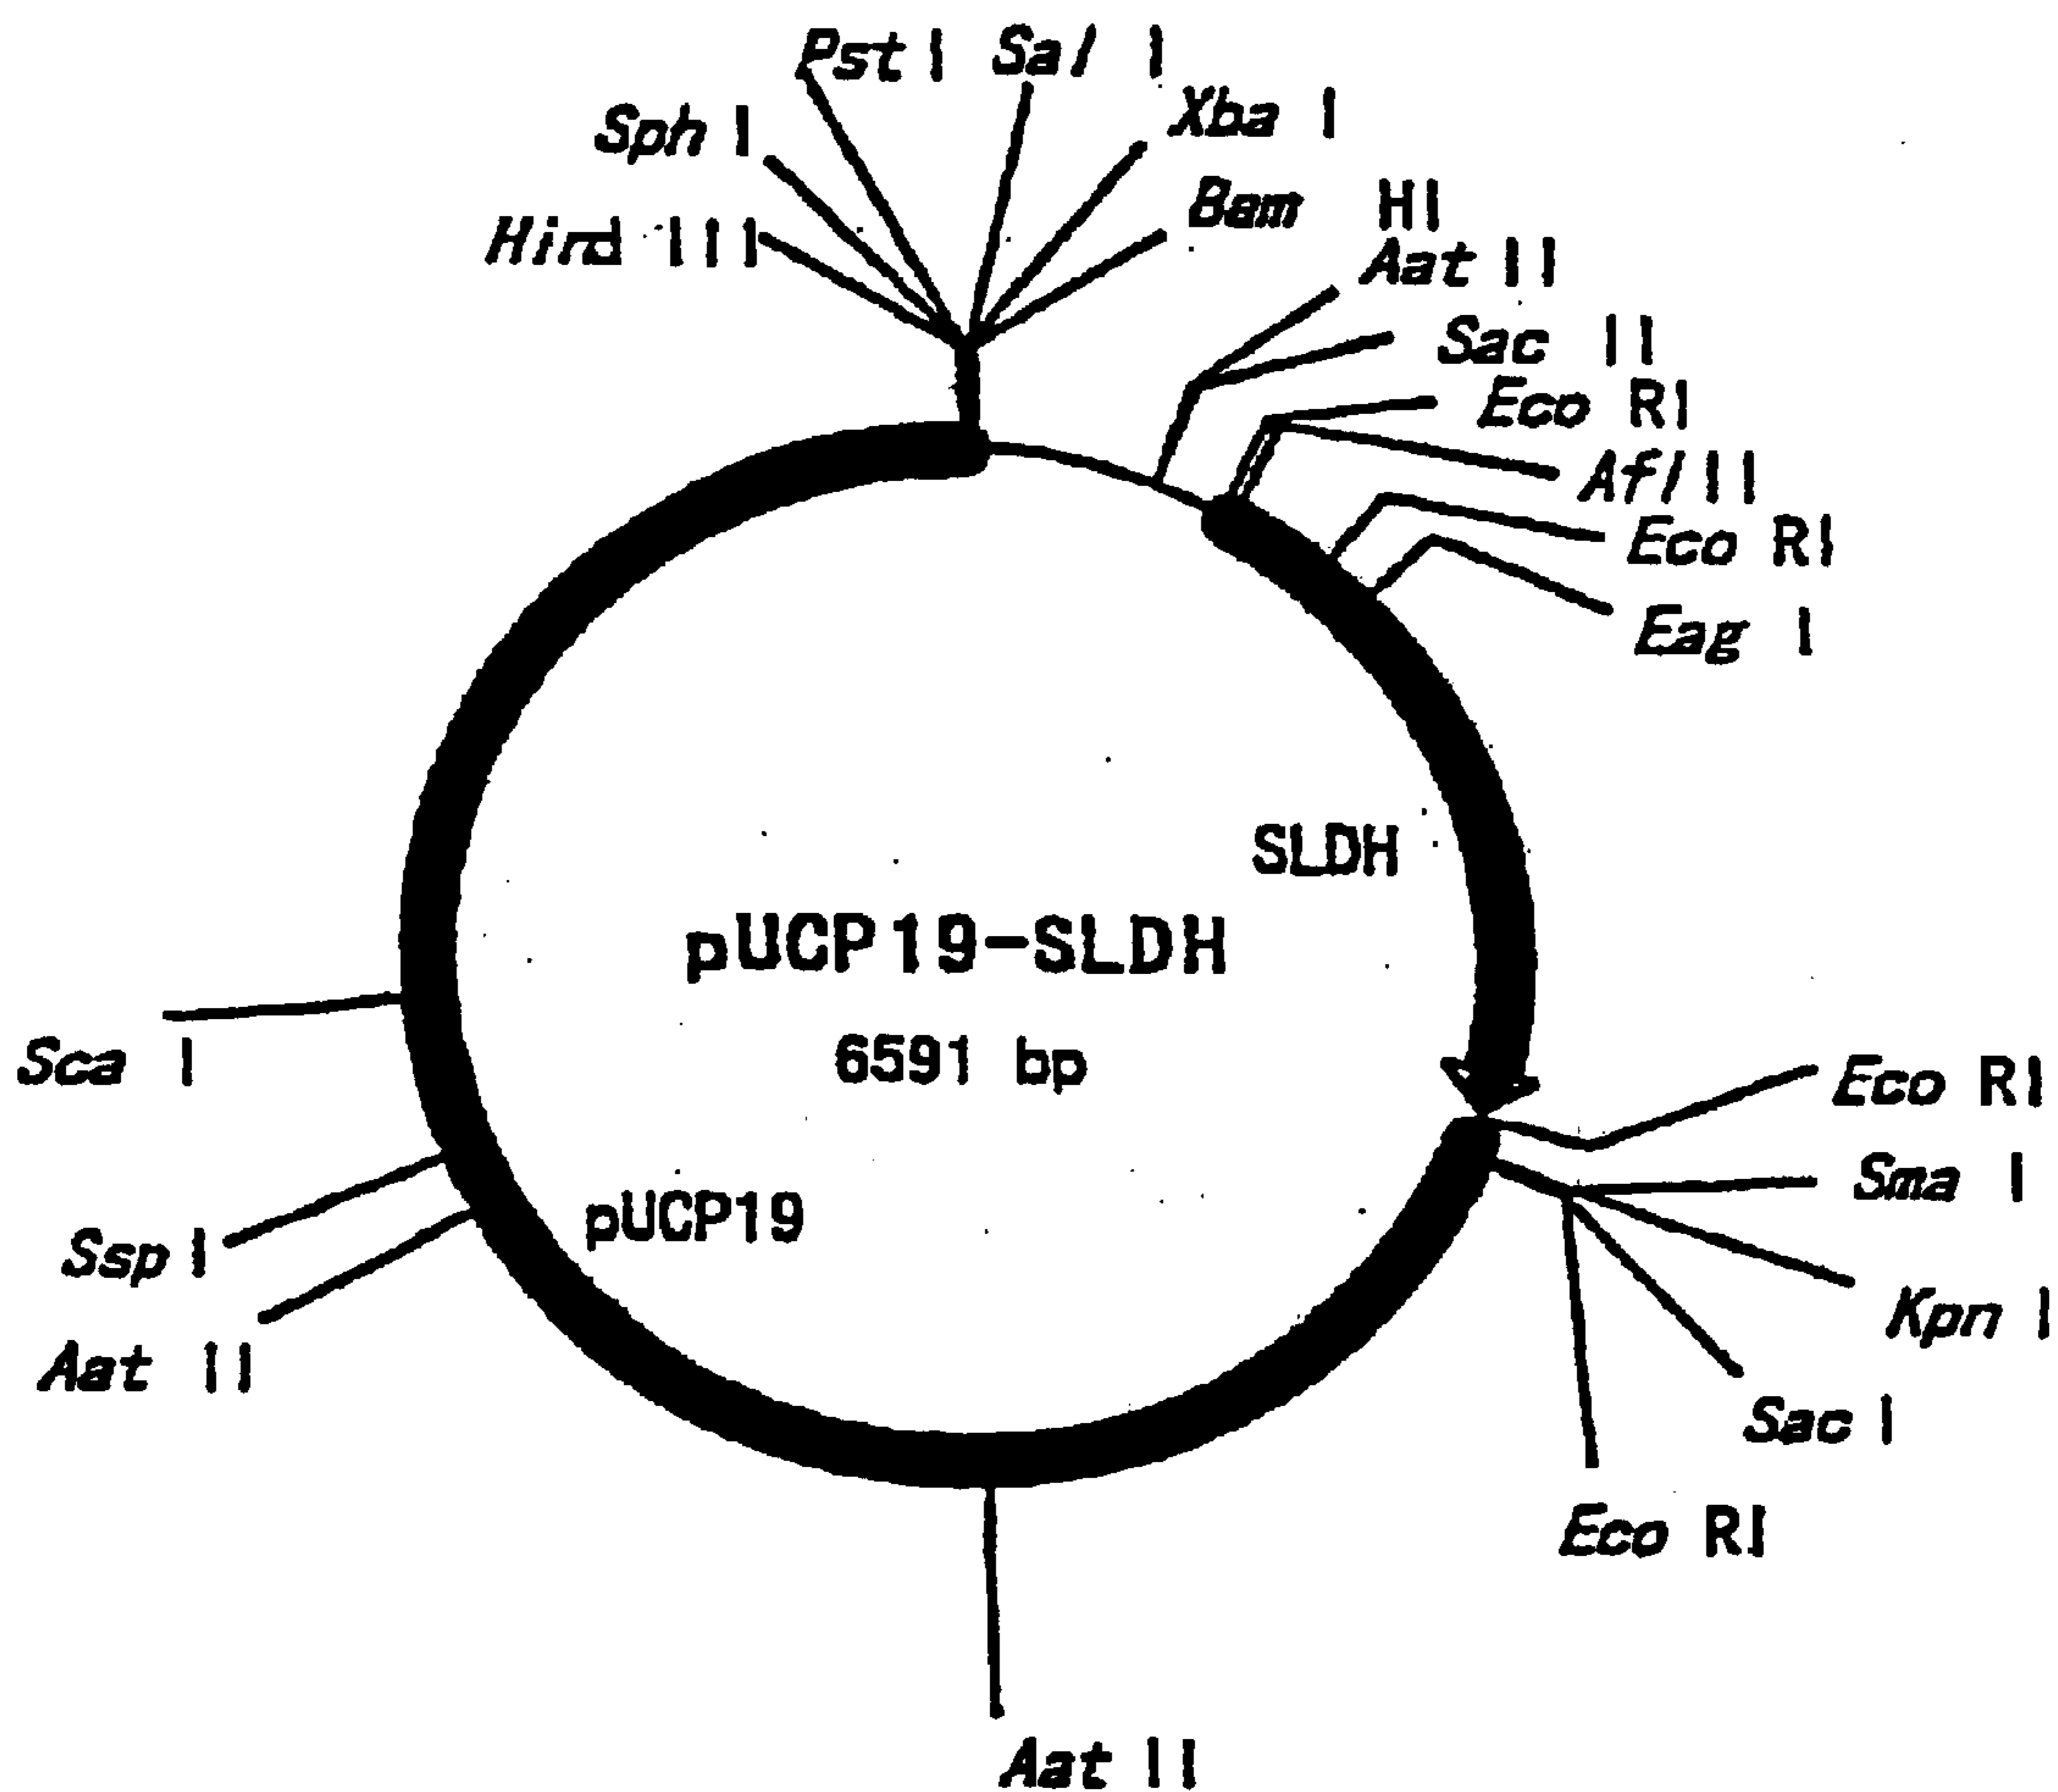 Pst I
Sal I
Sph I
Xba I
Hind III
Bam HI
Aat II
Sac II
Eco RI
Afl II
Eco RI
Eag I
SLDH
pUCP19-SLDH
6591 bp
Sca I
Eco RI
Sma I
Ssp I
pUCP19
Kpn I
Aat II
Sac I
Eco RI
Aat II